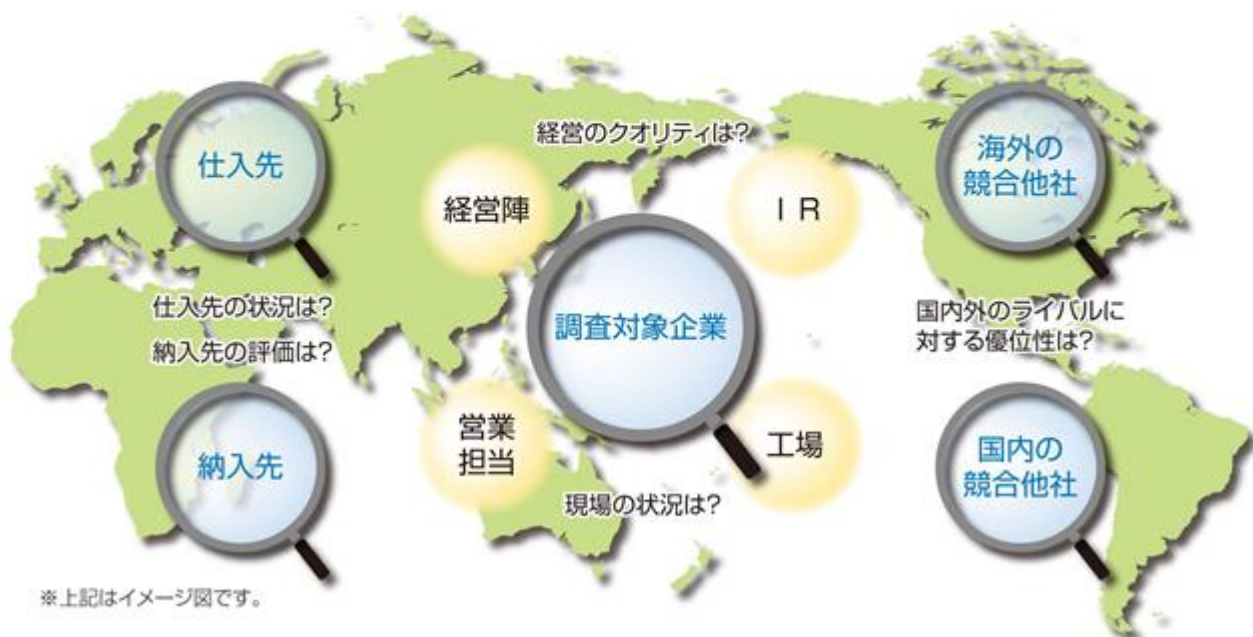 経営のクオリティは?
仕入先
経営陣
I R
海外の
競合他社
調査対象企業
仕入先の状況は?
納入先の評価は?
国内外のライバルに
対する優位性は?
納入先
営業
担当
工場
国内の
競合他社
現場の状況は?
※上記はイメージ図です。